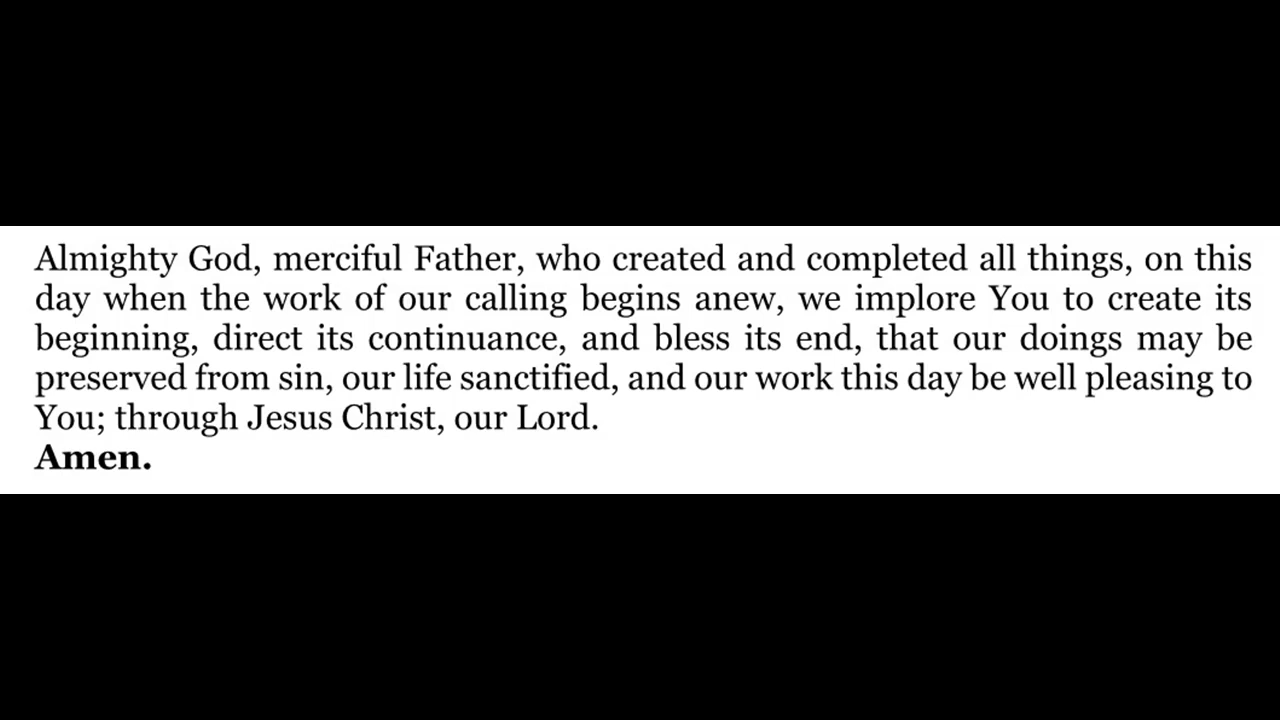 Almighty God, merciful Father, who created and completed all things, on this
day when the work of our calling begins anew, we implore You to create its
beginning, direct its continuance, and bless its end, that our doings may be
preserved from sin, our life sanctified, and our work this day be well pleasing to
You; through Jesus Christ, our Lord.
Amen.